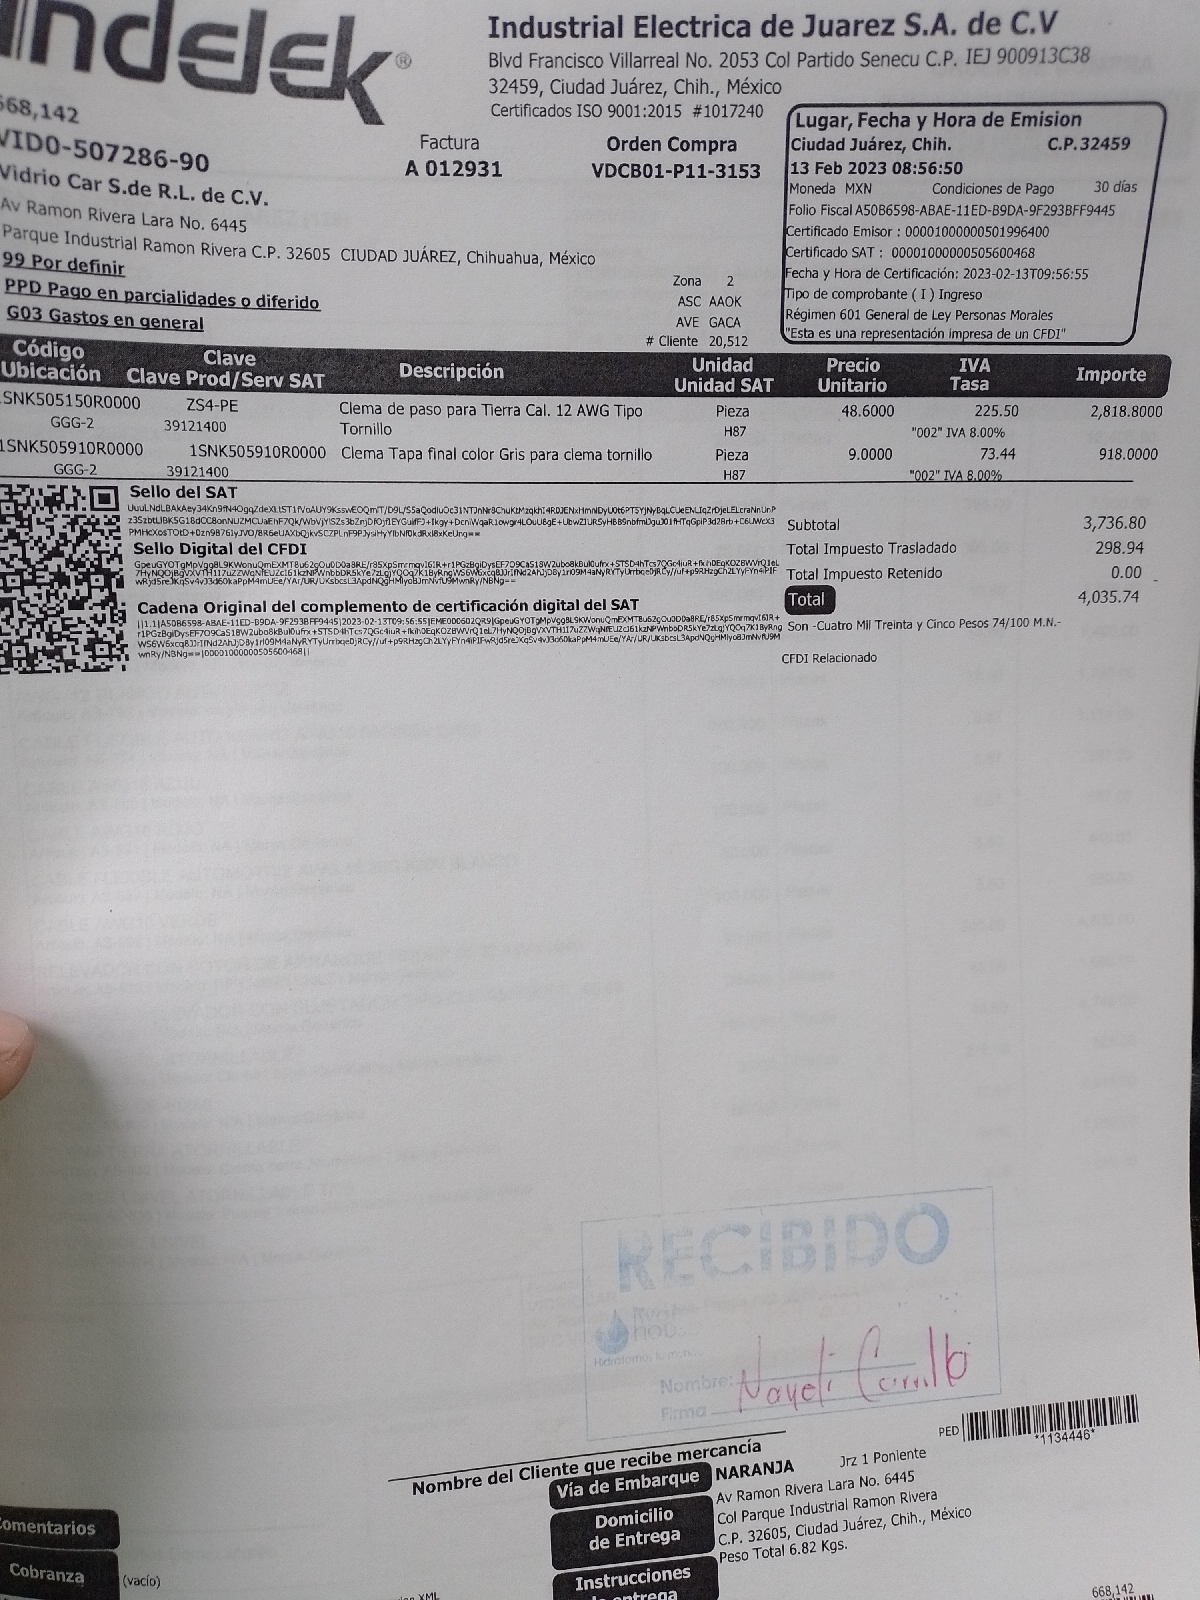 Indelek®
Industrial Electrica de Juarez S.A. de C.V
Blvd Francisco Villarreal No. 2053 Col Partido Senecu C.P. IEJ 900913C38
32459, Ciudad Juárez, Chih., México
Certificados ISO 9001:2015 #1017240
668,142
VID0-507286-90
Vidrio Car S.de R.L. de C.V.
Av Ramon Rivera Lara No. 6445
Parque Industrial Ramon Rivera C.P. 32605 CIUDAD JUÁREZ, Chihuahua, México
99 Por definir
PPD Pago en parcialidades o diferido
G03 Gastos en general
Factura
A 012931
Orden Compra
VDCB01-P11-3153
Zona 2
ASC AAOK
AVE GACA
# Cliente 20,512
Lugar, Fecha y Hora de Emision
Ciudad Juárez, Chih. C.P.32459
13 Feb 2023 08:56:50
Moneda MXN Condiciones de Pago 30 días
Folio Fiscal A50B6598-ABAE-11ED-B9DA-9F293BFF9445
Certificado Emisor : 00001000000501996400
Certificado SAT : 00001000000505600468
Fecha y Hora de Certificación: 2023-02-13T09:56:55
Tipo de comprobante ( I ) Ingreso
Régimen 601 General de Ley Personas Morales
"Esta es una representación impresa de un CFDI"
Código Clave Descripción Unidad Precio IVA Importe
Ubicación Clave Prod/Serv SAT Unidad SAT Unitario Tasa
1SNK505150R0000 ZS4-PE Clema de paso para Tierra Cal. 12 AWG Tipo Pieza 48.6000 225.50 2,818.8000
GGG-2 39121400 Tornillo H87 "002" IVA 8.00%
1SNK505910R0000 1SNK505910R0000 Clema Tapa final color Gris para clema tornillo Pieza 9.0000 73.44 918.0000
GGG-2 39121400 H87 "002" IVA 8.00%
Sello del SAT
Sello Digital del CFDI
Cadena Original del complemento de certificación digital del SAT
||1.1|A50B6598-ABAE-11ED-B9DA-9F293BFF9445|2023-02-13T09:56:55|
|00001000000505600468||
Subtotal 3,736.80
Total Impuesto Trasladado 298.94
Total Impuesto Retenido 0.00
Total 4,035.74
Son -Cuatro Mil Treinta y Cinco Pesos 74/100 M.N.-
CFDI Relacionado
RECIBIDO
Nombre: Nayeli Carrillo
Firma
PED *1134446*
Nombre del Cliente que recibe mercancía
Vía de Embarque NARANJA Jrz 1 Poniente
Domicilio de Entrega
Av Ramon Rivera Lara No. 6445
Col Parque Industrial Ramon Rivera
C.P. 32605, Ciudad Juárez, Chih., México
Peso Total 6.82 Kgs.
Instrucciones
entrega
Comentarios
Cobranza (vacío)
XML
668,142